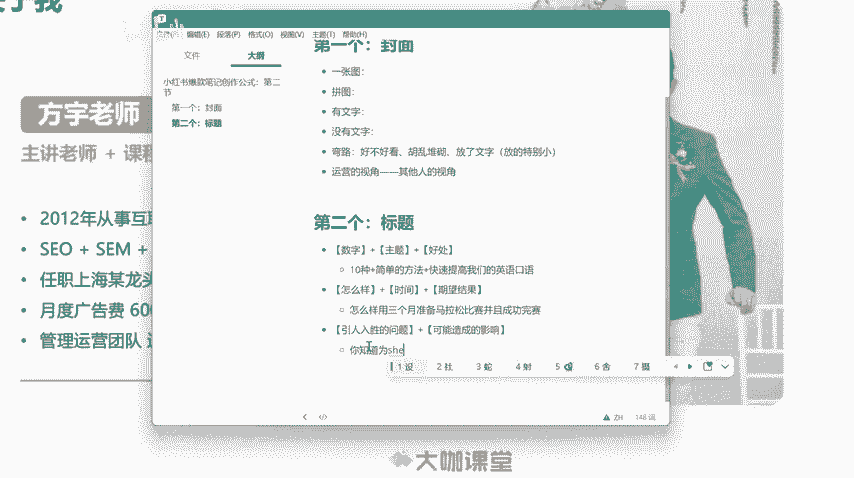 方宇老师
主讲老师 + 课程
• 2012年从事互联
• SEO + SEM +
• 任职上海某龙头
• 月度广告费 600
• 管理运营团队
编辑(E) 段落(P) 格式(O) 视图(V) 主题(T) 帮助(H)
文件 大纲
小红书爆款笔记创作公式：第二节
第一个：封面
第二个：标题
第一个：封面
• 一张图：
• 拼图：
• 有文字：
• 没有文字：
• 弯路：好不好看、胡乱堆砌、放了文字（放的特别小）
• 运营的视角——其他人的视角
第二个：标题
• 【数字】+【主题】+【好处】
○ 10种+简单的方法+快速提高我们的英语口语
• 【怎么样】+【时间】+【期望结果】
○ 怎么样用三个月准备马拉松比赛并且成功完赛
• 【引人入胜的问题】+【可能造成的影响】
○ 你知道为she
1 设 2 社 3 蛇 4 射 5 6 舍 7 摄
ZH 148 词
大咖课堂